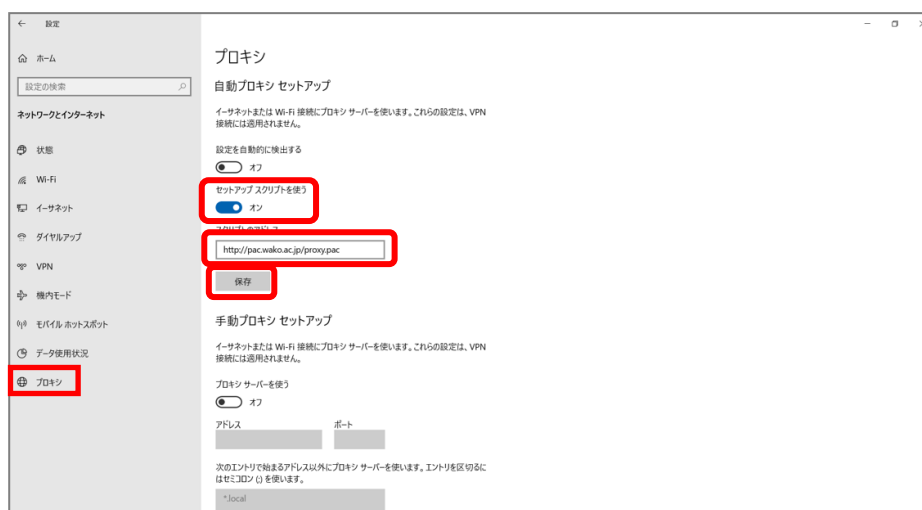 設定
ホーム
設定の検索
ネットワークとインターネット
状態
Wi-Fi
イーサネット
ダイヤルアップ
VPN
機内モード
モバイル ホットスポット
データ使用状況
プロキシ
プロキシ
自動プロキシ セットアップ
イーサネットまたは Wi-Fi 接続にプロキシ サーバーを使います。これらの設定は、VPN
接続には適用されません。
設定を自動的に検出する
オフ
セットアップ スクリプトを使う
オン
スクリプトのアドレス
http://pac.wako.ac.jp/proxy.pac
保存
手動プロキシ セットアップ
イーサネットまたは Wi-Fi 接続にプロキシ サーバーを使います。これらの設定は、VPN
接続には適用されません。
プロキシ サーバーを使う
オフ
アドレス
ポート
次のエントリで始まるアドレス以外にプロキシ サーバーを使います。エントリを区切るに
はセミコロン (;) を使います。
*.local